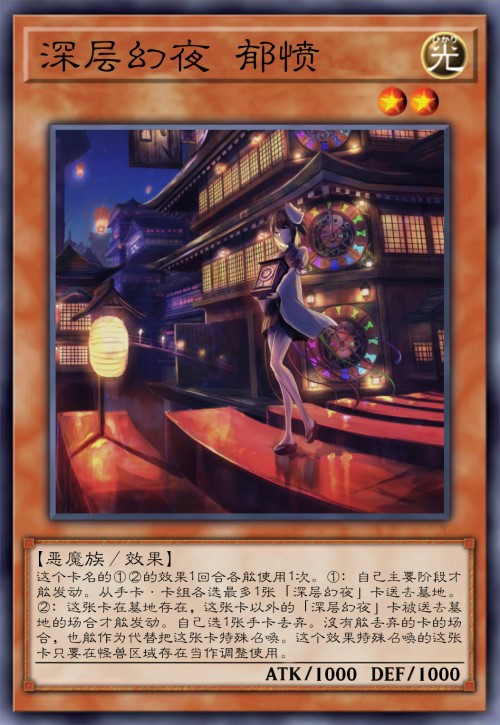 深层幻夜 郁愤
光
【恶魔族／效果】
这个卡名的①②的效果1回合各能使用1次。①：自己主要阶段才
能发动。从手卡·卡组各选最多1张「深层幻夜」卡送去墓地。
②：这张卡在墓地存在，这张卡以外的「深层幻夜」卡被送去墓
地的场合才能发动。自己选1张手卡丢弃。没有能丢弃的卡的场
合，也能作为代替把这张卡特殊召唤。这个效果特殊召唤的这张
卡只要在怪兽区域存在当作调整使用。
ATK/1000 DEF/1000